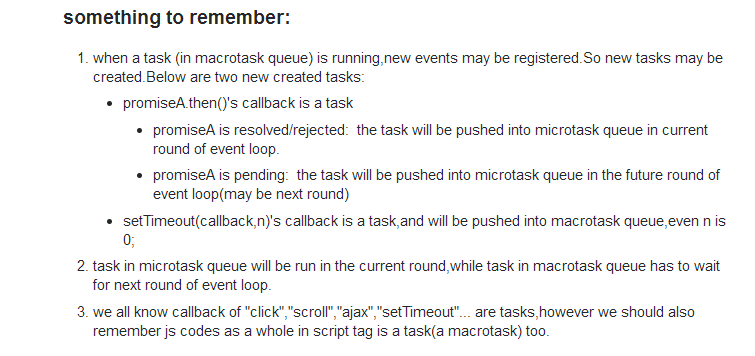 something to remember:
1. when a task (in macrotask queue) is running,new events may be registered.So new tasks may be
created.Below are two new created tasks:
• promiseA.then()'s callback is a task
• promiseA is resolved/rejected:  the task will be pushed into microtask queue in current
round of event loop.
• promiseA is pending:  the task will be pushed into microtask queue in the future round of
event loop(may be next round)
• setTimeout(callback,n)'s callback is a task,and will be pushed into macrotask queue,even n is
0;
2. task in microtask queue will be run in the current round,while task in macrotask queue has to wait
for next round of event loop.
3. we all know callback of "click","scroll","ajax","setTimeout"... are tasks,however we should also
remember js codes as a whole in script tag is a task(a macrotask) too.